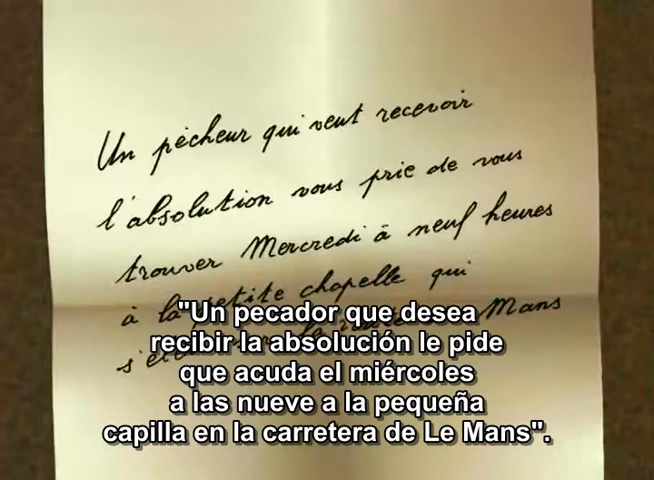 Un pécheur qui veut recevoir
l'absolution vous prie de vous
trouver Mercredi à neuf heures
à la petite chapelle qui
Mans
"Un pecador que desea
recibir la absolución le pide
que acuda el miércoles
a las nueve a la pequeña
capilla en la carretera de Le Mans".